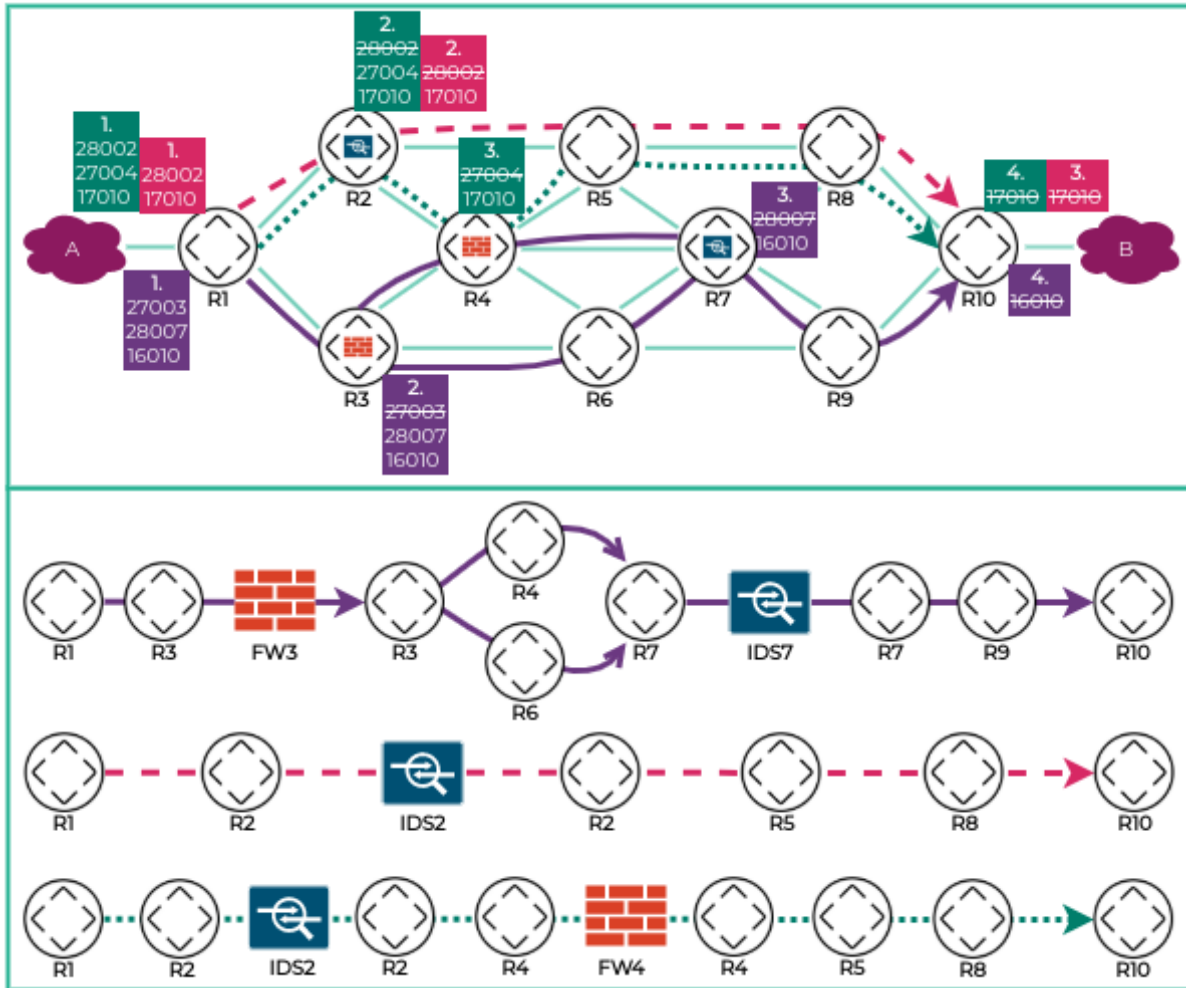 2.
28002
27004
17010
2.
28002
17010
1.
28002
27004
17010
1.
28002
17010
3.
27004
17010
R2
R5
R8
4.
17010
3.
17010
3.
28007
16010
A
B
R1
R4
R7
R10
1.
27003
28007
16010
4.
16010
R3
R6
R9
2.
27003
28007
16010
R4
R1
R3
FW3
R3
R7
IDS7
R7
R9
R10
R6
R1
R2
IDS2
R2
R5
R8
R10
R1
R2
IDS2
R2
R4
FW4
R4
R5
R8
R10